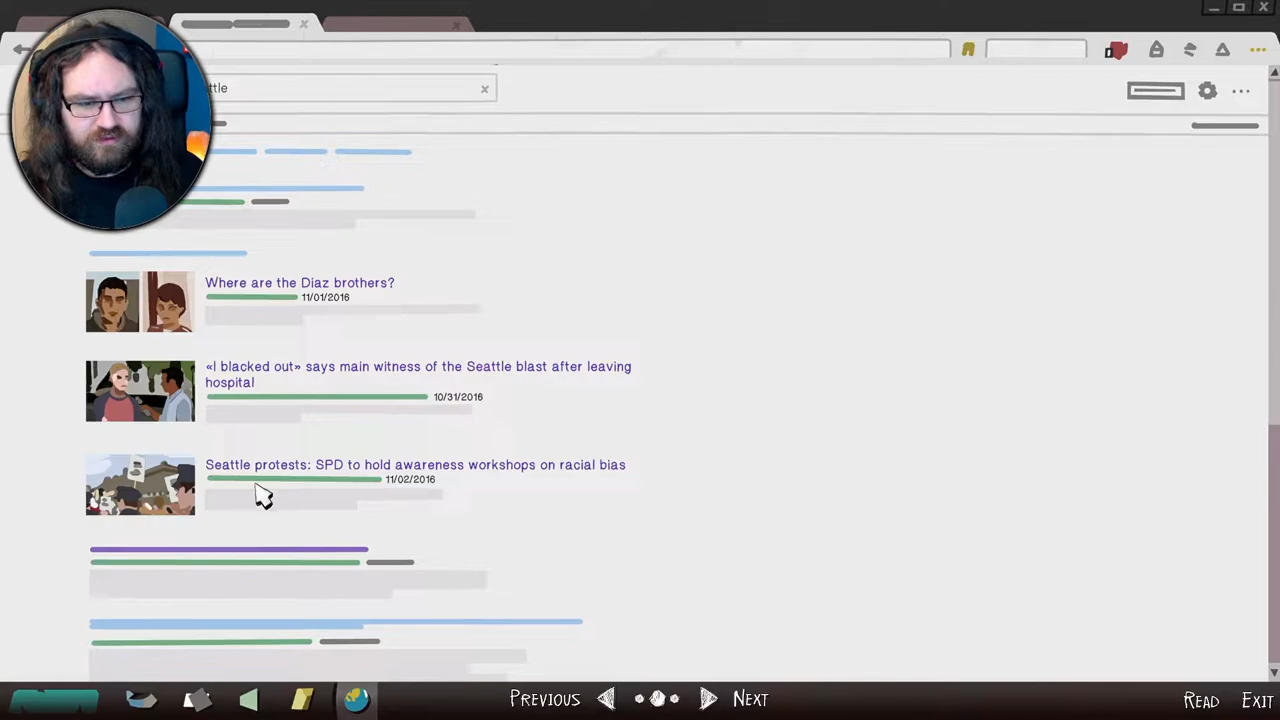 ttle
Where are the Diaz brothers?
11/01/2016
«I blacked out» says main witness of the Seattle blast after leaving
hospital
10/31/2016
Seattle protests: SPD to hold awareness workshops on racial bias
11/02/2016
PREVIOUS
NEXT
READ
EXIT